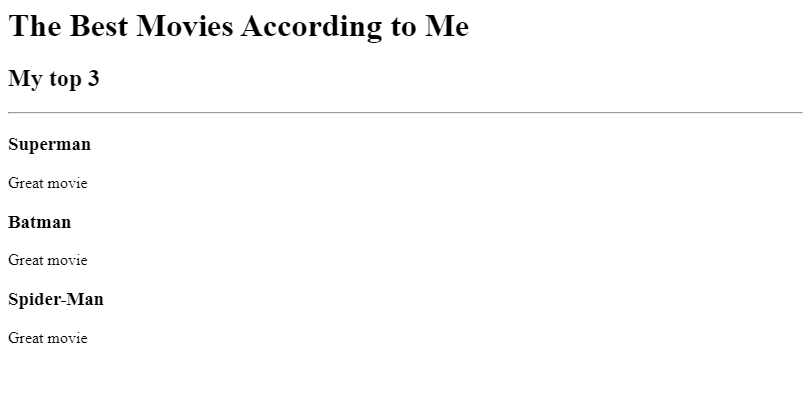 The Best Movies According to Me
My top 3
Superman
Great movie
Batman
Great movie
Spider-Man
Great movie